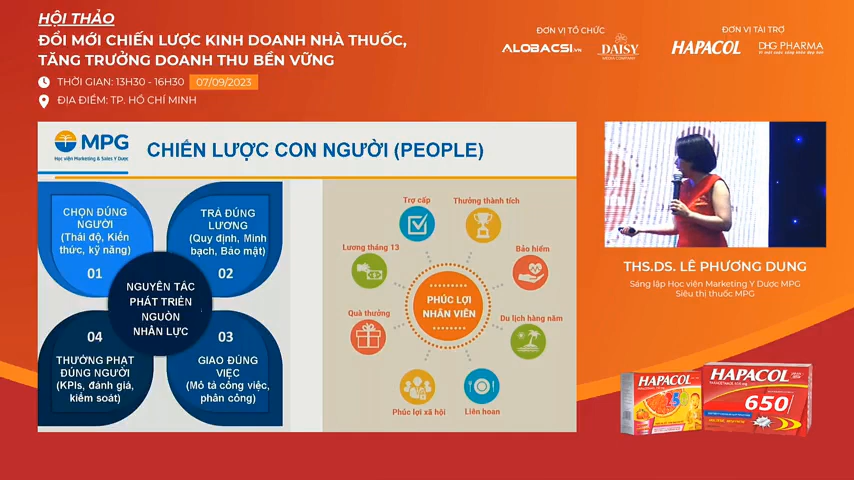 HỘI THẢO
ĐỔI MỚI CHIẾN LƯỢC KINH DOANH NHÀ THUỐC,
TĂNG TRƯỞNG DOANH THU BỀN VỮNG
THỜI GIAN: 13H30 - 16H30 07/09/2023
ĐỊA ĐIỂM: TP. HỒ CHÍ MINH
ĐƠN VỊ TỔ CHỨC
ALOBACSI.VN
DAISY
MEDIA COMPANY
ĐƠN VỊ TÀI TRỢ
HAPACOL
DHG PHARMA
MPG
Học viện Marketing & Sales Y Dược
CHIẾN LƯỢC CON NGƯỜI (PEOPLE)
CHỌN ĐÚNG
NGƯỜI
(Thái độ, Kiến
thức, kỹ năng)
01
TRẢ ĐÚNG
LƯƠNG
(Quy định, Minh
bạch, Bảo mật)
02
NGUYÊN TẮC
PHÁT TRIỂN
NGUỒN
NHÂN LỰC
04
THƯỞNG PHẠT
ĐÚNG NGƯỜI
(KPIs, đánh giá,
kiểm soát)
03
GIAO ĐÚNG
VIỆC
(Mô tả công việc,
phân công)
Trợ cấp
Thưởng thành tích
Lương tháng 13
Bảo hiểm
PHÚC LỢI
NHÂN VIÊN
Quà thưởng
Du lịch hàng năm
Phúc lợi xã hội
Liên hoan
THS.DS. LÊ PHƯƠNG DUNG
Sáng lập Học viện Marketing Y Dược MPG
Siêu thị thuốc MPG
HAPACOL
HAPACOL
650